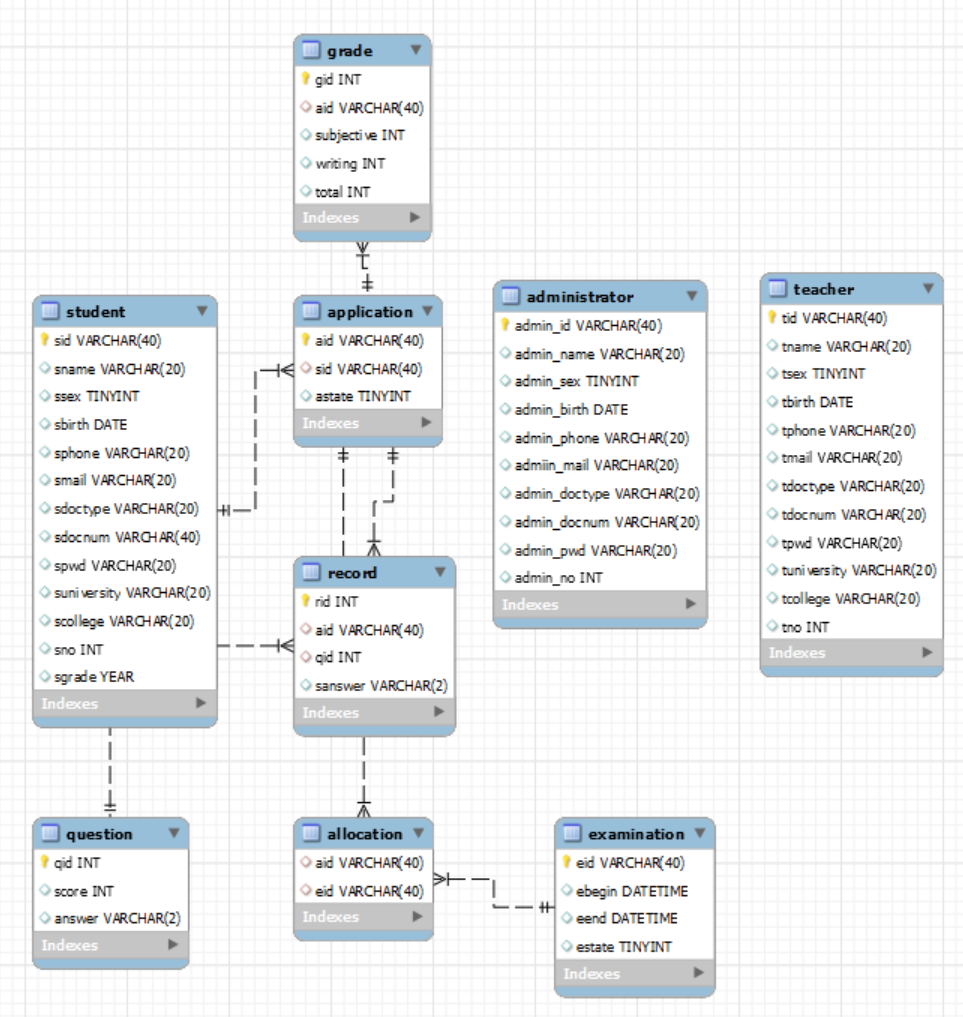 grade
gid INT
aid VARCHAR(40)
subjective INT
writing INT
total INT
Indexes
student
sid VARCHAR(40)
sname VARCHAR(20)
ssex TINYINT
sbirth DATE
sphone VARCHAR(20)
smail VARCHAR(20)
sdoctype VARCHAR(20)
sdocnum VARCHAR(40)
spwd VARCHAR(20)
suniversity VARCHAR(20)
scollege VARCHAR(20)
sno INT
sgrade YEAR
Indexes
application
aid VARCHAR(40)
sid VARCHAR(40)
astate TINYINT
Indexes
administrator
admin_id VARCHAR(40)
admin_name VARCHAR(20)
admin_sex TINYINT
admin_birth DATE
admin_phone VARCHAR(20)
admiin_mail VARCHAR(20)
admin_doctype VARCHAR(20)
admin_docnum VARCHAR(20)
admin_pwd VARCHAR(20)
admin_no INT
Indexes
teacher
tid VARCHAR(40)
tname VARCHAR(20)
tsex TINYINT
tbirth DATE
tphone VARCHAR(20)
tmail VARCHAR(20)
tdoctype VARCHAR(20)
tdocnum VARCHAR(20)
tpwd VARCHAR(20)
tuniversity VARCHAR(20)
tcollege VARCHAR(20)
tno INT
Indexes
record
rid INT
aid VARCHAR(40)
qid INT
sanswer VARCHAR(2)
Indexes
question
qid INT
score INT
answer VARCHAR(2)
Indexes
allocation
aid VARCHAR(40)
eid VARCHAR(40)
Indexes
examination
eid VARCHAR(40)
ebegin DATETIME
eend DATETIME
estate TINYINT
Indexes